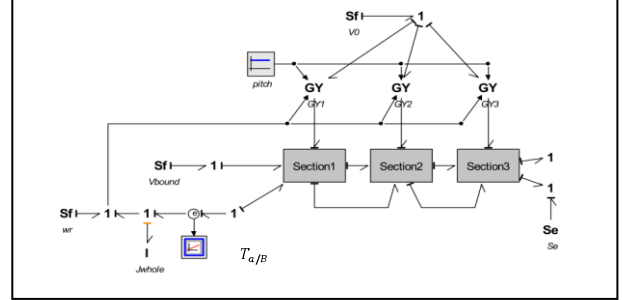 Sf 1
V0
pitch
GY GY GY
GY1 GY2 GY3
Sf 1 Section1 Section2 Section3 1
Vbound
1
Sf 1 1 e 1
wr
Se
I T_{a/B} Se
Jwhole